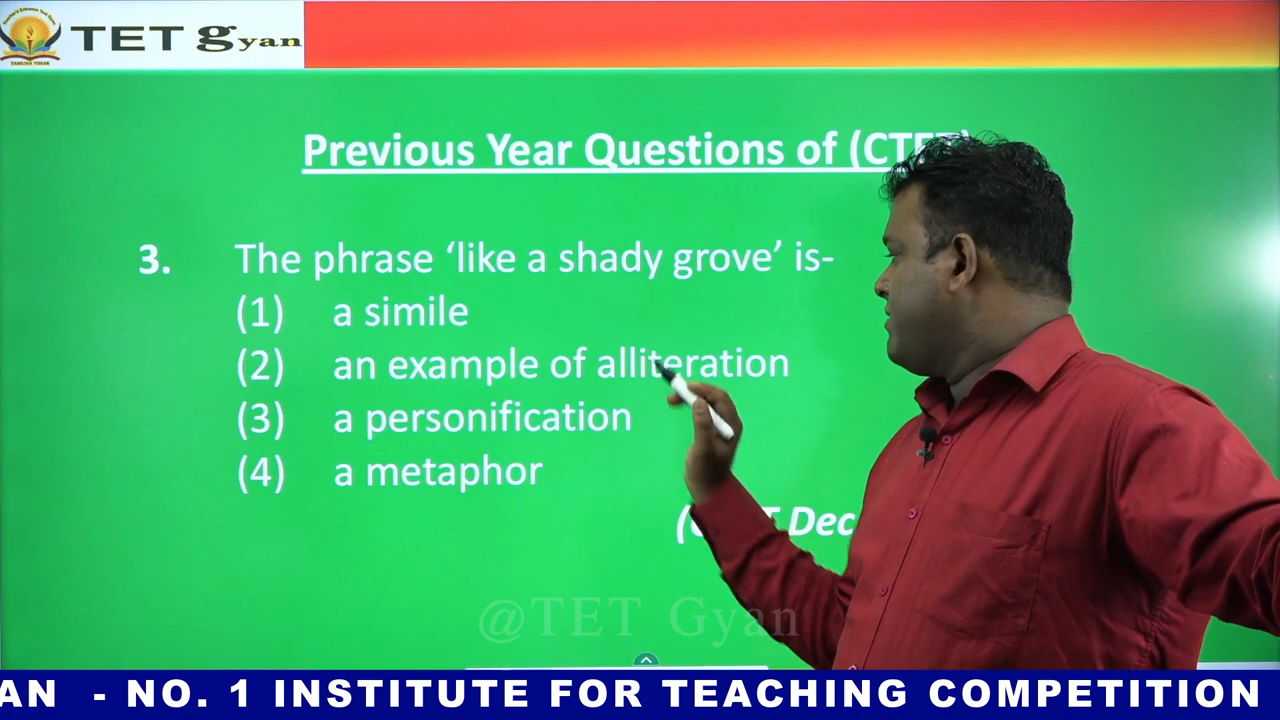 TET Gyan
Previous Year Questions of (CTET)
3. The phrase ‘like a shady grove’ is-
(1) a simile
(2) an example of alliteration
(3) a personification
(4) a metaphor
Dec
@TET Gyan
AN - NO. 1 INSTITUTE FOR TEACHING COMPETITION